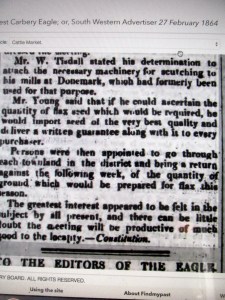 est Carbery Eagle; or, South Western Advertiser 27 February 1864
Mr. W. Tisdall stated his determination to
attach the necessary machinery for scutching to
his mills at Donemark, which had formerly been
used for that purpose.
Mr. Young said that if he could ascertain the
quantity of flax seed which would be required, he
would import seed of the very best quality and
deliver a written guarantee along with it to every
purchaser.
Persons were then appointed to go through
each townland in the district and bring a return
against the following week, of the quantity of
ground which would be prepared for flax this
season.
The greatest interest appeared to be felt in the
subject by all present, and there can be little
doubt the meeting will be productive of much
good to the locality.—Constitution.
TO THE EDITORS OF THE EAGLE
RY BOARD. ALL RIGHTS RESERVED.
Using the site
About Findmypast